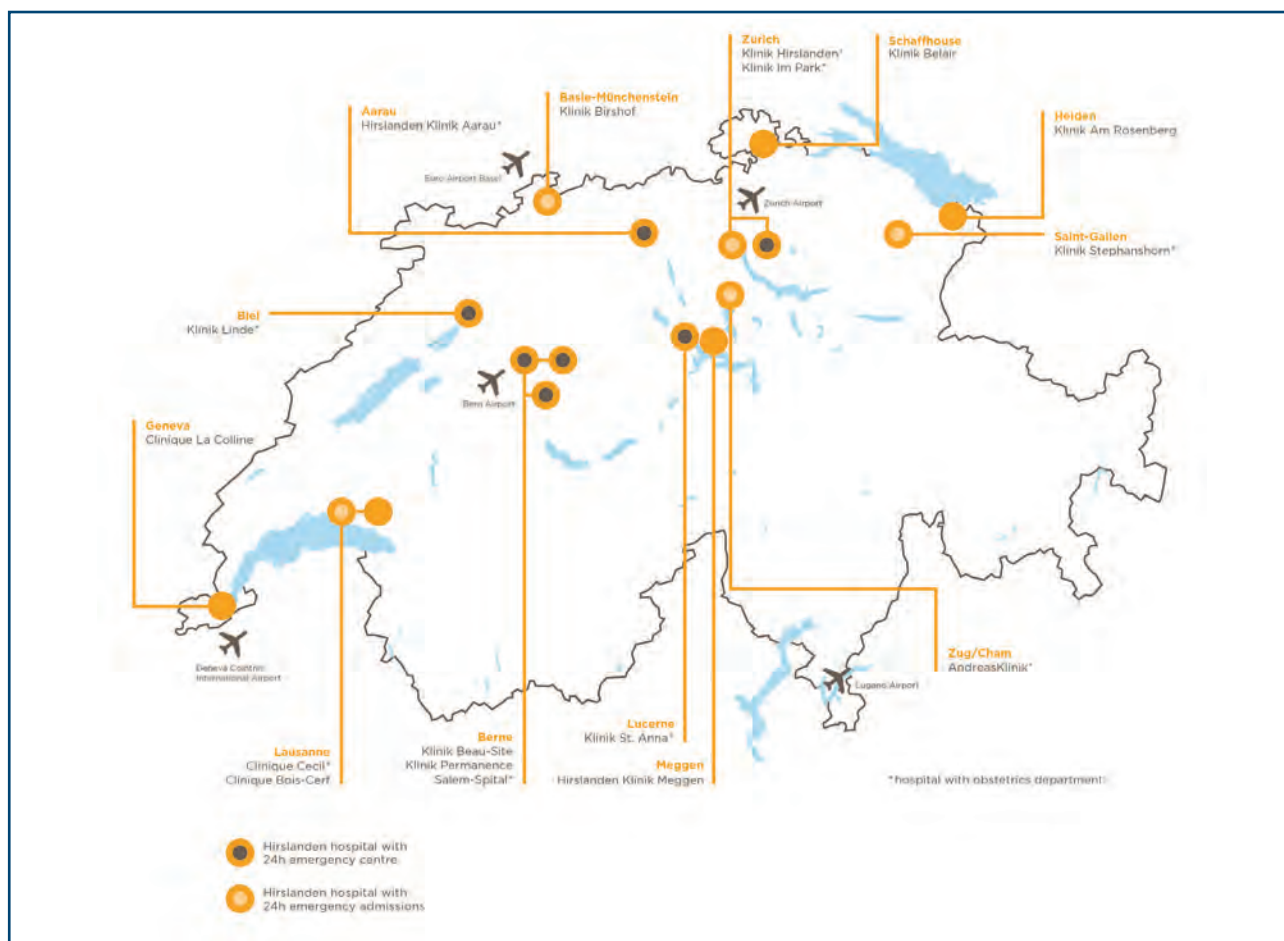 Zurich
Klinik Hirslanden*
Klinik Im Park*
Schaffhouse
Klinik Belair
Basle-Münchenstein
Klinik Birshof
Aarau
Hirslanden Klinik Aarau*
Heiden
Klinik Am Rosenberg
Euro Airport Basel
Zurich Airport
Saint-Gallen
Klinik Stephanshorn*
Biel
Klinik Linde*
Bern Airport
Geneva
Clinique La Colline
Geneva Cointrin
International Airport
Zug/Cham
AndreasKlinik*
Lugano Airport
Lausanne
Clinique Cecil*
Clinique Bois-Cerf
Berne
Klinik Beau-Site
Klinik Permanence
Salem-Spital*
Lucerne
Klinik St. Anna*
Meggen
Hirslanden Klinik Meggen
*hospital with obstetrics department
Hirslanden hospital with
24h emergency centre
Hirslanden hospital with
24h emergency admissions